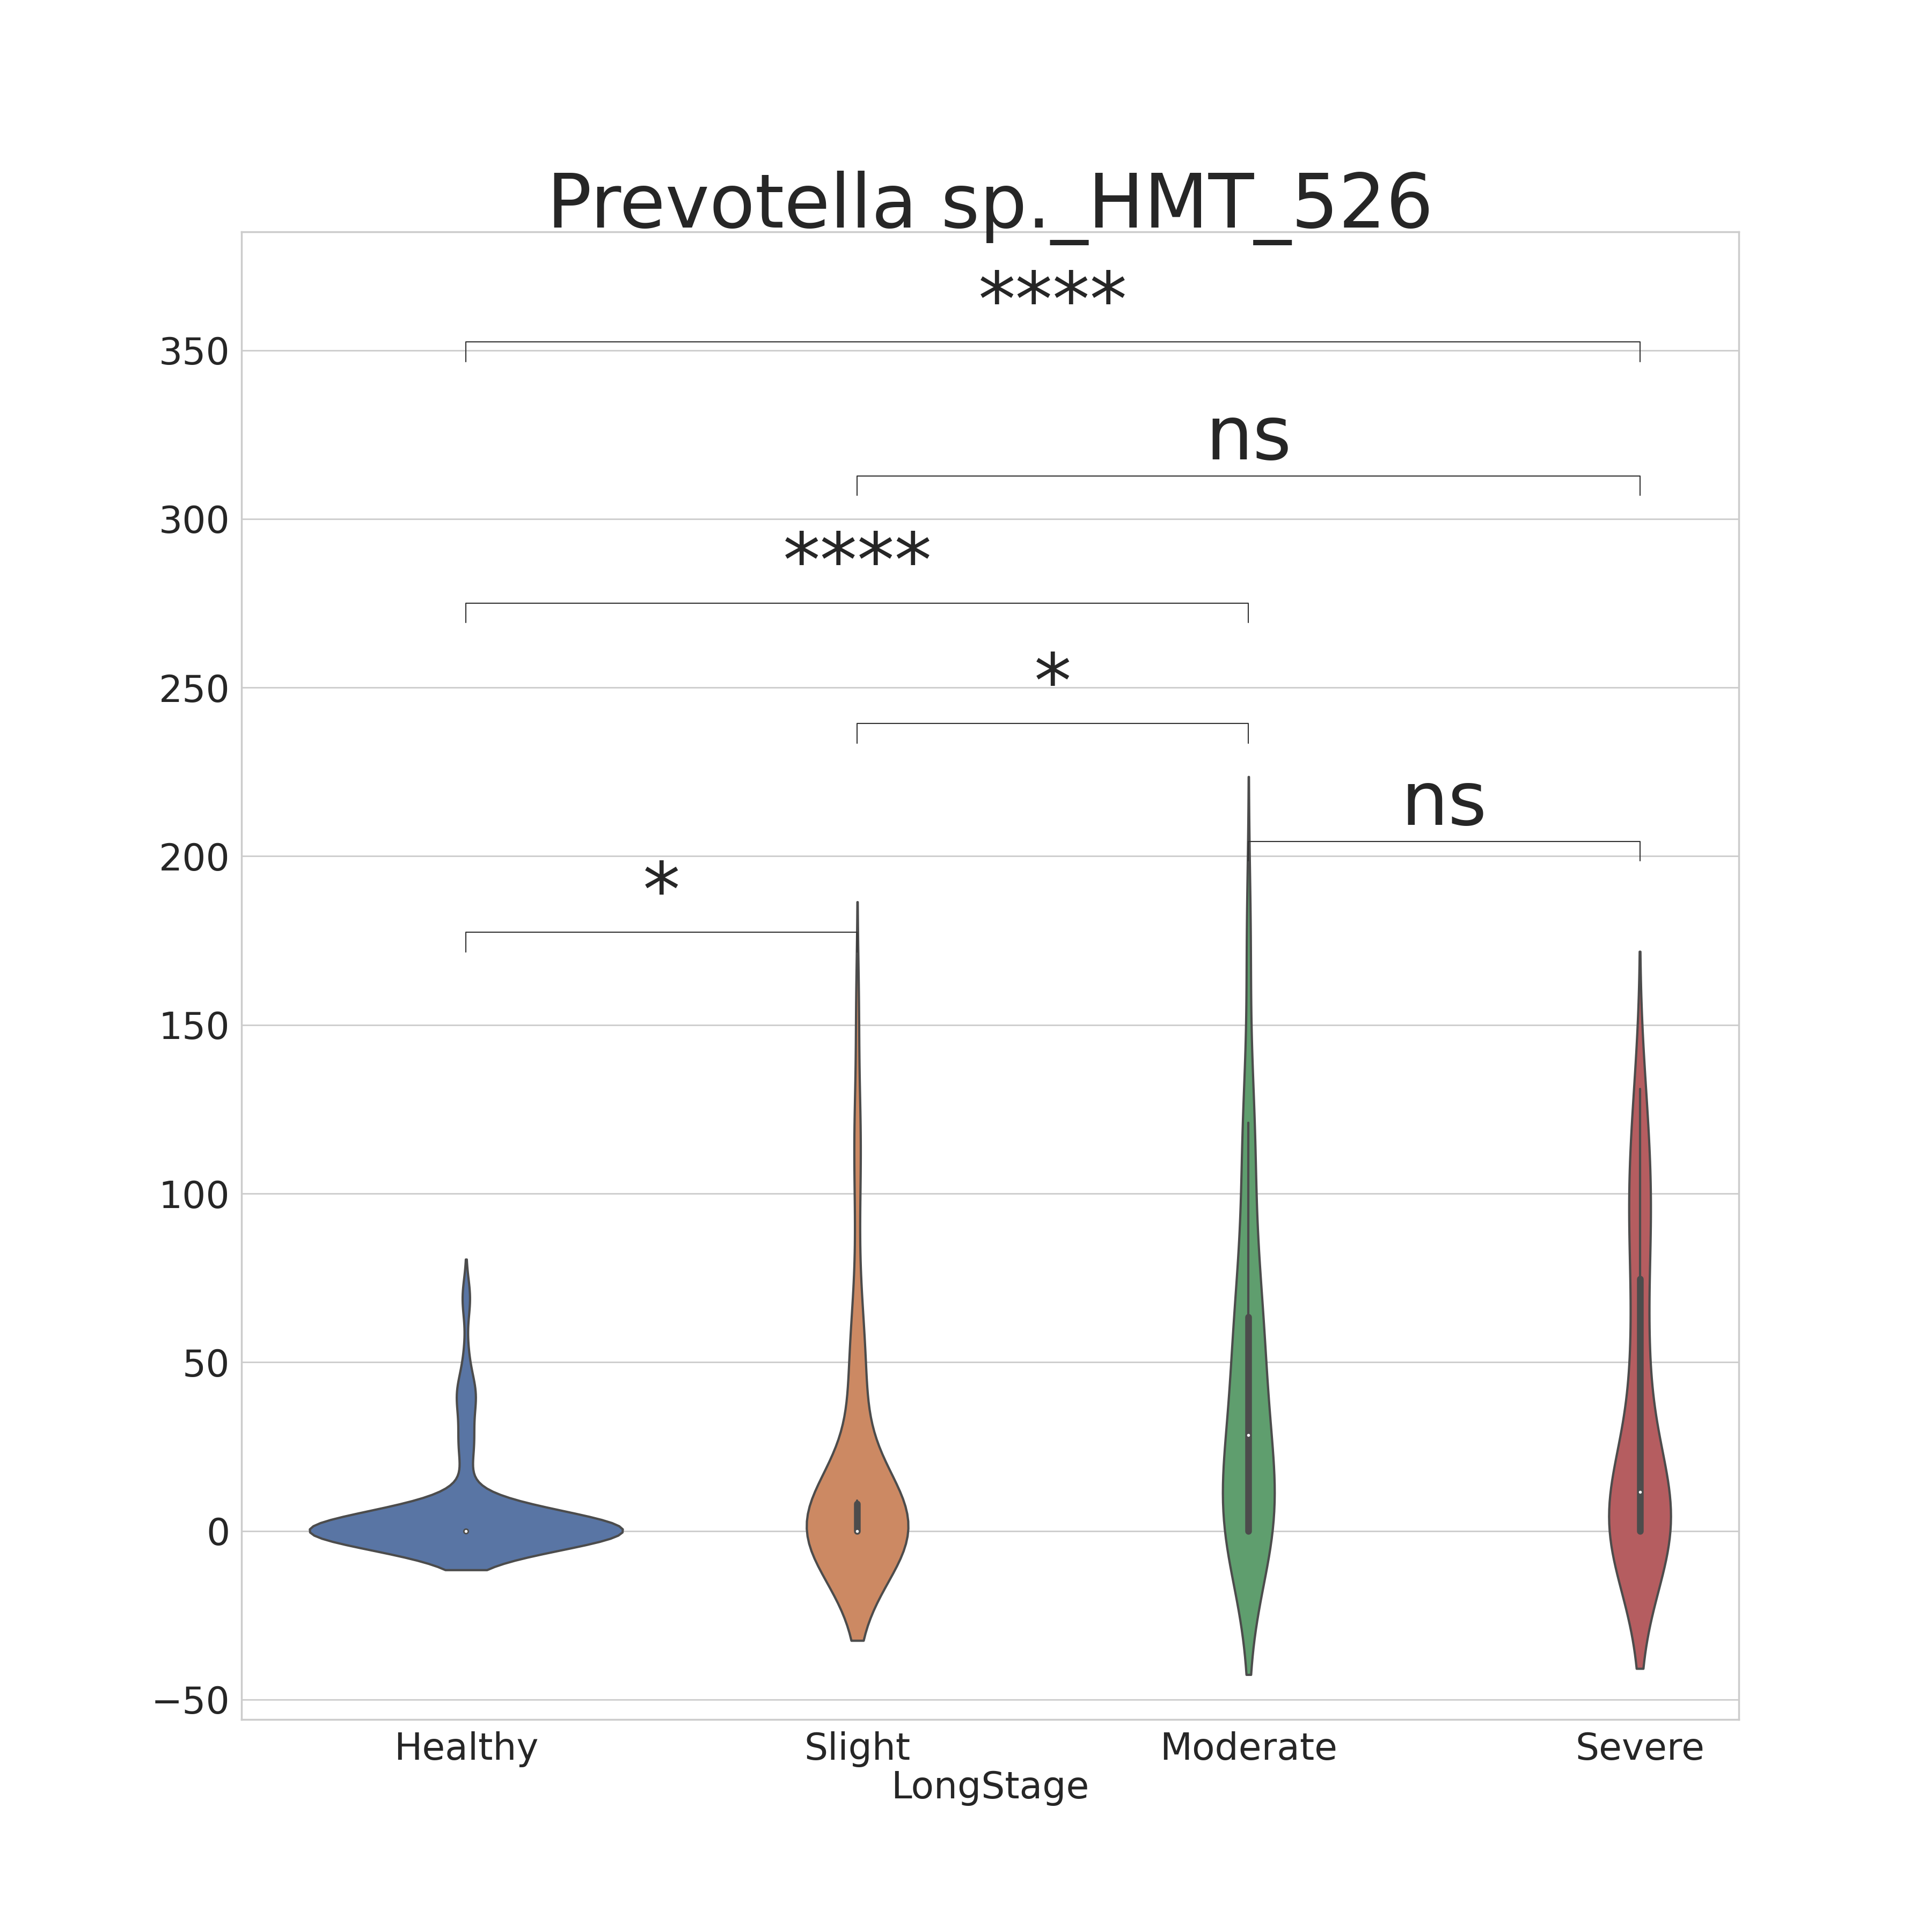 Prevotella sp._HMT_526
****
350
ns
300
****
*
250
ns
200
*
150
100
50
0
−50
Healthy Slight Moderate Severe
LongStage